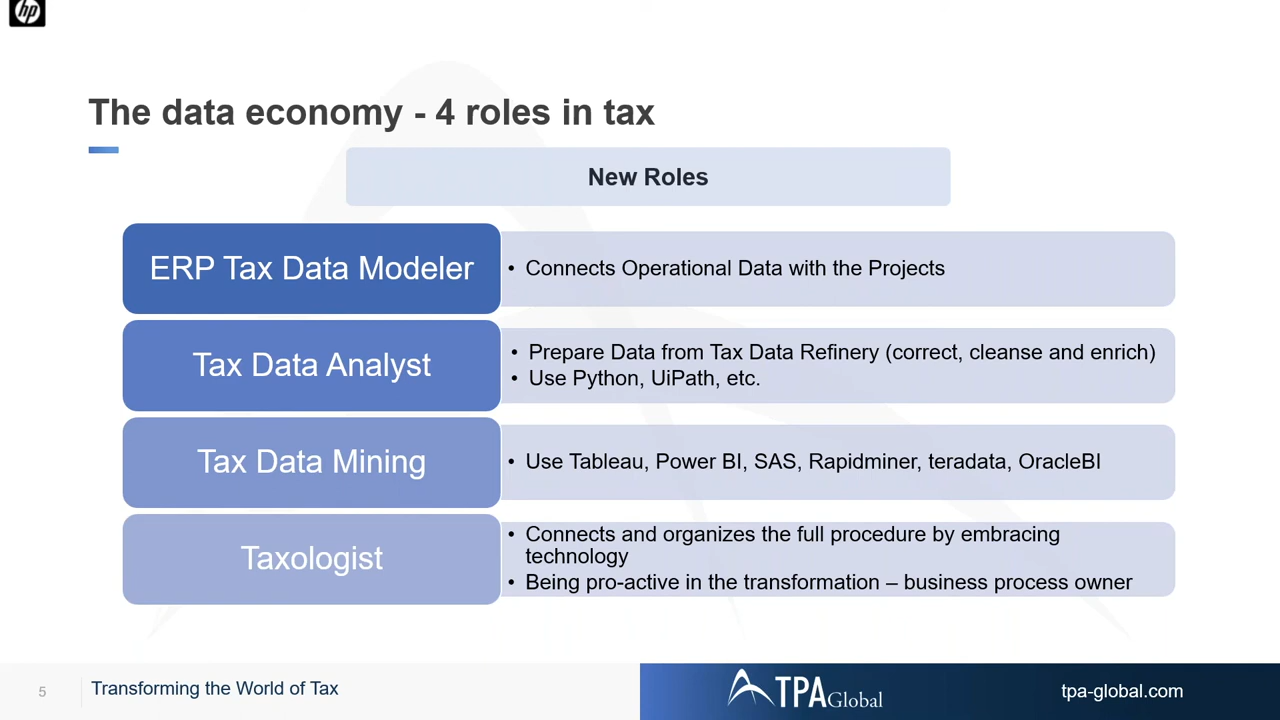 hp
The data economy - 4 roles in tax
New Roles
ERP Tax Data Modeler
• Connects Operational Data with the Projects
Tax Data Analyst
• Prepare Data from Tax Data Refinery (correct, cleanse and enrich)
• Use Python, UiPath, etc.
Tax Data Mining
• Use Tableau, Power BI, SAS, Rapidminer, teradata, OracleBI
Taxologist
• Connects and organizes the full procedure by embracing
technology
• Being pro-active in the transformation – business process owner
5
Transforming the World of Tax
TPA Global
tpa-global.com